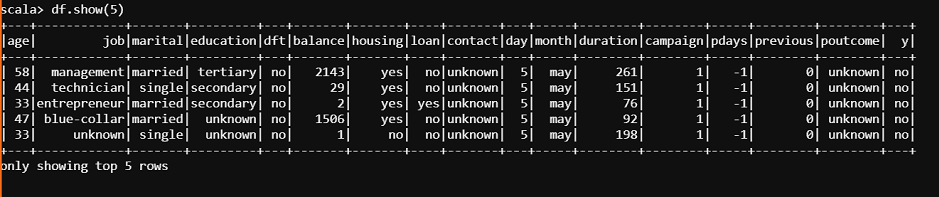 scala> df.show(5)
+---+------------+-------+---------+---+-------+-------+----+-------+---+-----+--------+--------+-----+--------+--------+---+
|age|         job|marital|education|dft|balance|housing|loan|contact|day|month|duration|campaign|pdays|previous|poutcome|  y|
+---+------------+-------+---------+---+-------+-------+----+-------+---+-----+--------+--------+-----+--------+--------+---+
| 58|  management|married| tertiary| no|   2143|    yes|  no|unknown|  5|  may|     261|       1|   -1|       0| unknown| no|
| 44|  technician| single|secondary| no|     29|    yes|  no|unknown|  5|  may|     151|       1|   -1|       0| unknown| no|
| 33|entrepreneur|married|secondary| no|      2|    yes| yes|unknown|  5|  may|      76|       1|   -1|       0| unknown| no|
| 47| blue-collar|married|  unknown| no|   1506|    yes|  no|unknown|  5|  may|      92|       1|   -1|       0| unknown| no|
| 33|     unknown| single|  unknown| no|      1|     no|  no|unknown|  5|  may|     198|       1|   -1|       0| unknown| no|
+---+------------+-------+---------+---+-------+-------+----+-------+---+-----+--------+--------+-----+--------+--------+---+
only showing top 5 rows